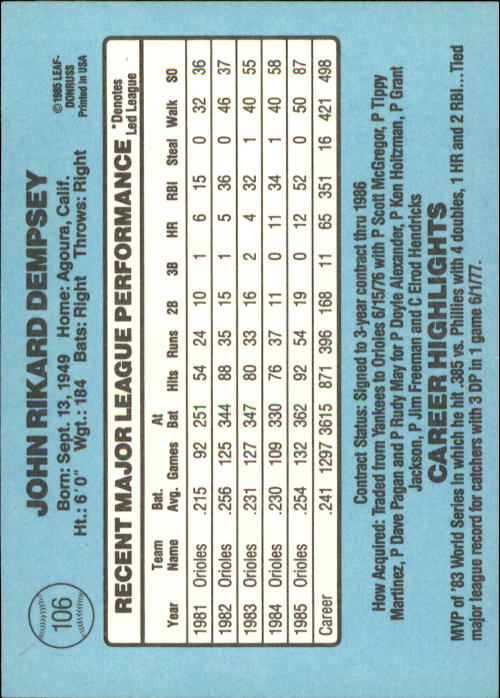 106
JOHN RIKARD DEMPSEY
©1985 LEAF-
DONRUSS
Printed in USA
Born: Sept. 13, 1949 Home: Agoura, Calif.
Ht.: 6'0" Wgt.: 184 Bats: Right Throws: Right
RECENT MAJOR LEAGUE PERFORMANCE *Denotes Led League
Year Team Name Bat. Avg. Games At Bat Hits Runs 2B 3B HR RBI Steal Walk SO
1981 Orioles .215 92 251 54 24 10 1 6 15 0 32 36
1982 Orioles .256 125 344 88 35 15 1 5 36 0 46 37
1983 Orioles .231 127 347 80 33 16 2 4 32 1 40 55
1984 Orioles .230 109 330 76 37 11 0 11 34 1 40 58
1985 Orioles .254 132 362 92 54 19 0 12 52 0 50 87
Career .241 1297 3615 871 396 168 11 65 351 16 421 498
Contract Status: Signed to 3-year contract thru 1986
How Acquired: Traded from Yankees to Orioles 6/15/76 with P Scott McGregor, P Tippy
Martinez, P Dave Pagan and P Rudy May for P Doyle Alexander, P Ken Holtzman, P Grant
Jackson, P Jim Freeman and C Elrod Hendricks
CAREER HIGHLIGHTS
MVP of '83 World Series in which he hit .385 vs. Phillies with 4 doubles, 1 HR and 2 RBI...Tied
major league record for catchers with 3 DP in 1 game 6/1/77.